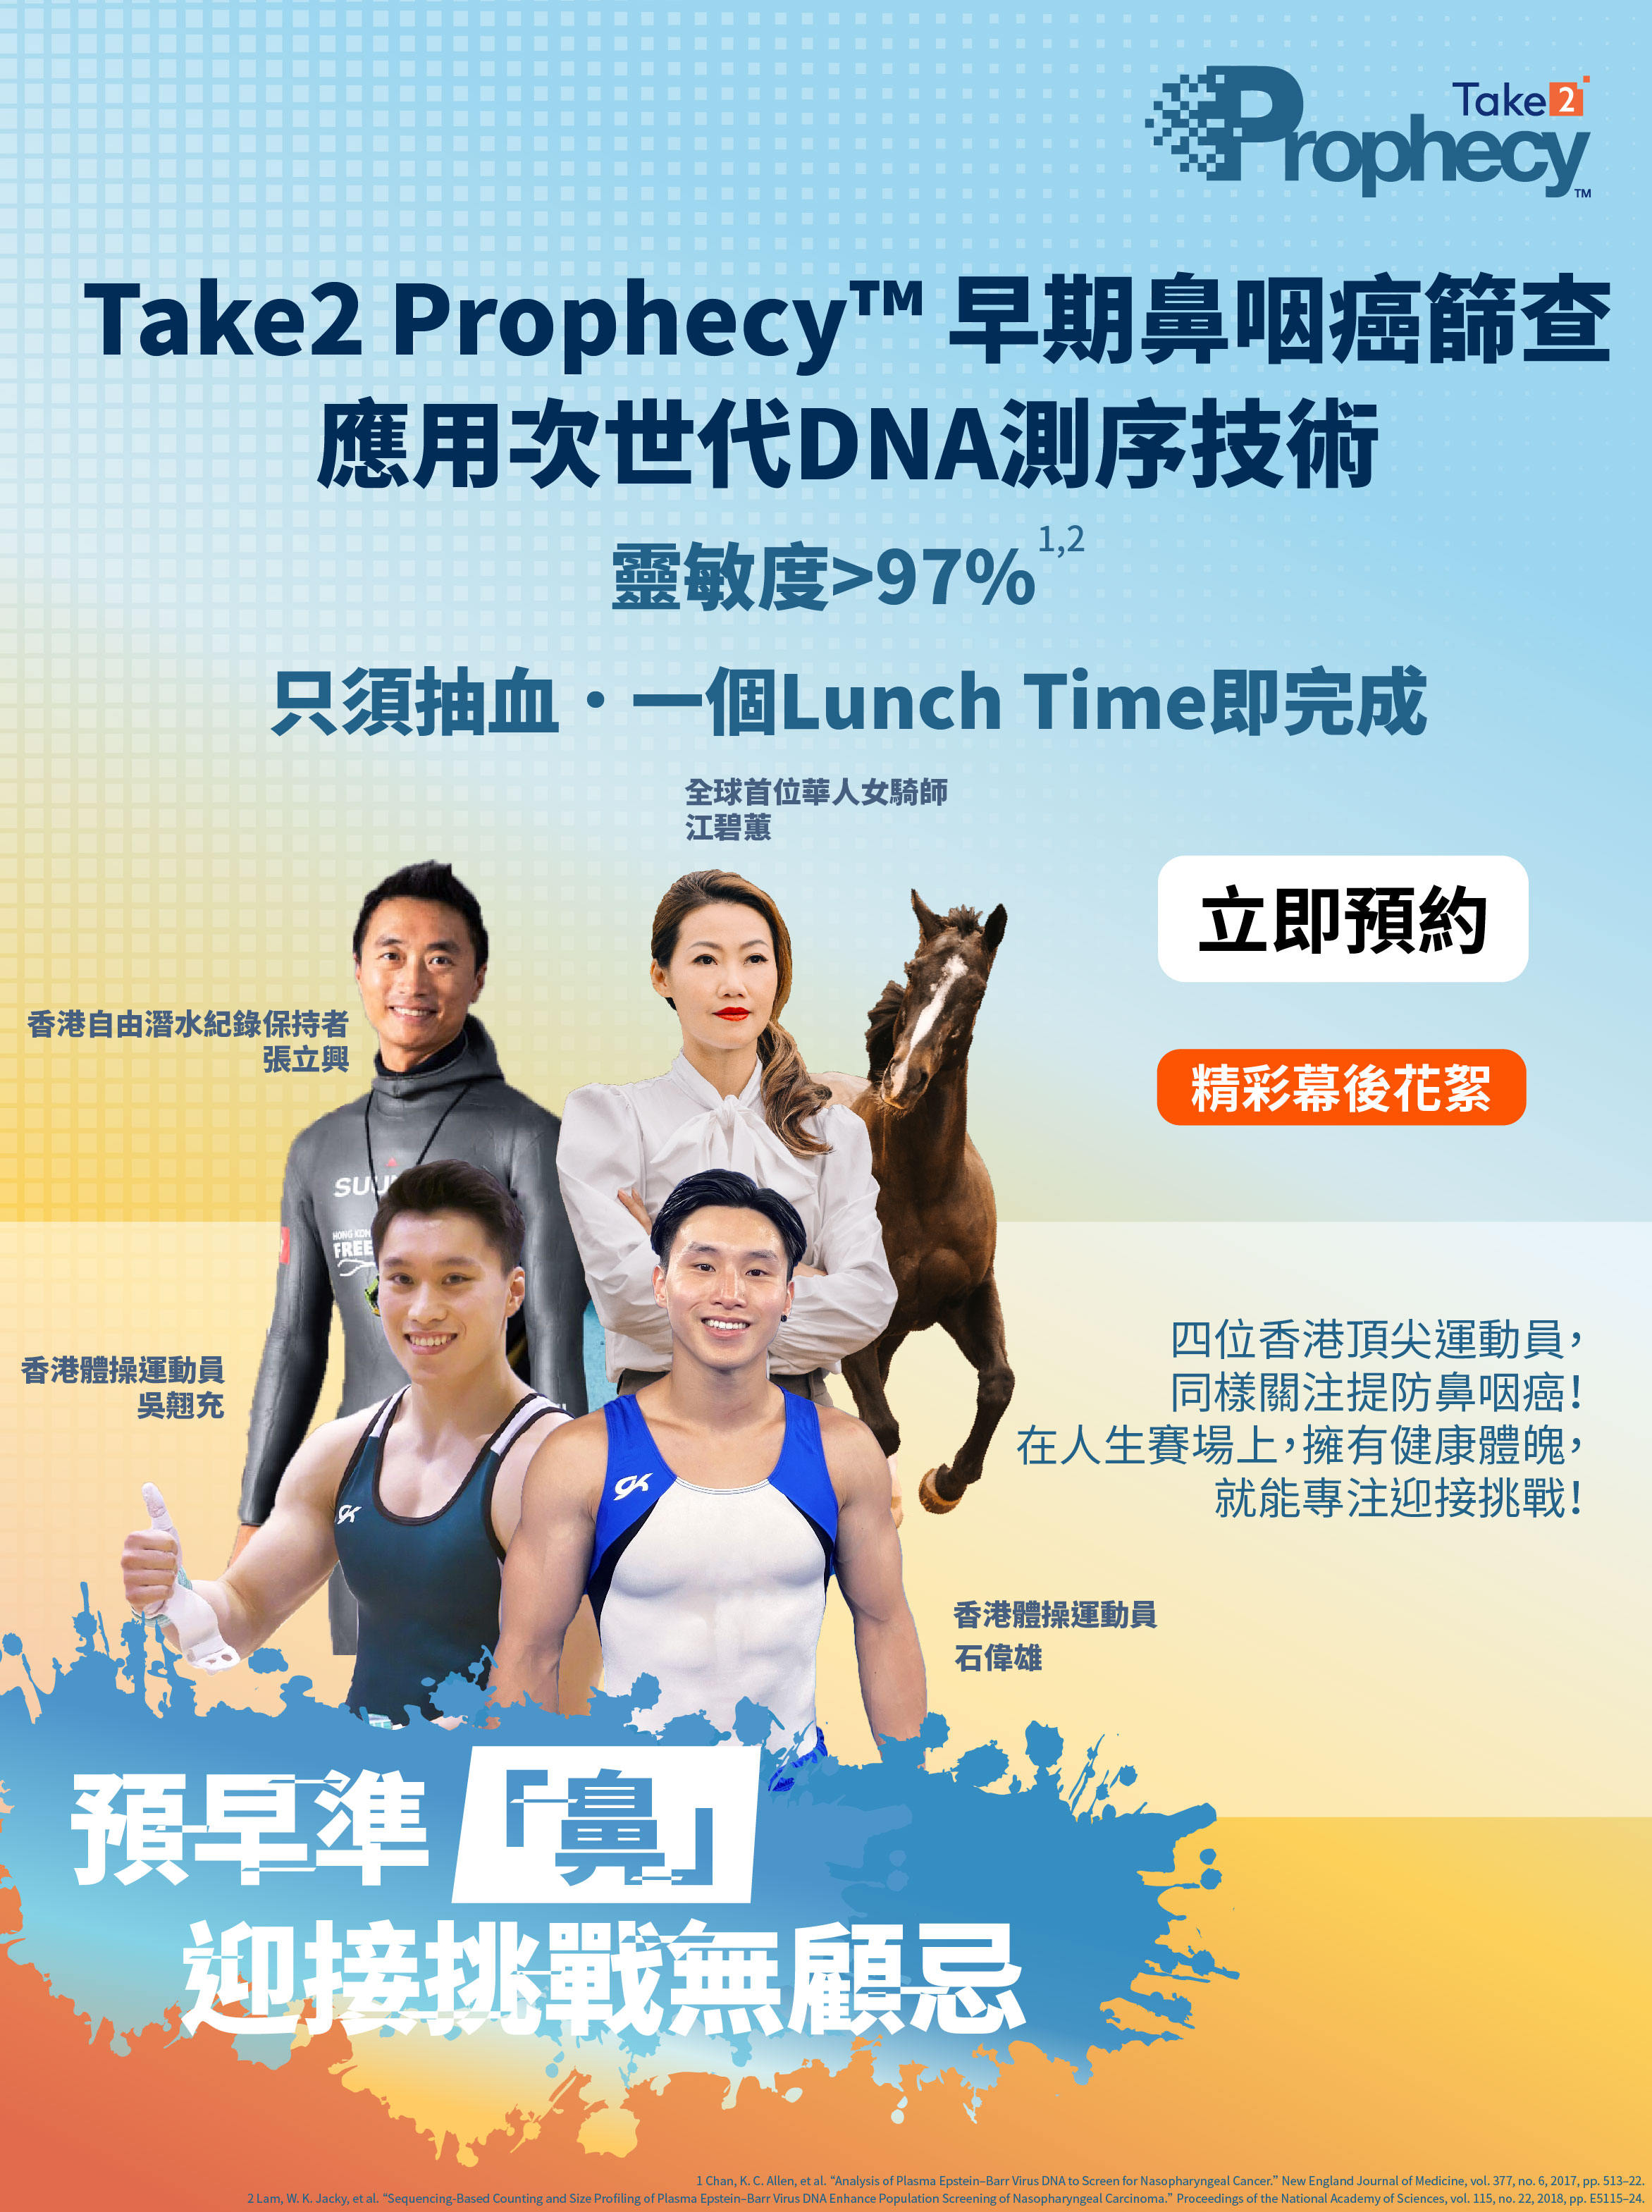 Take2
Prophecy™
Take2 Prophecy™ 早期鼻咽癌篩查
應用次世代DNA測序技術
靈敏度>97%1,2
只須抽血・一個Lunch Time即完成
全球首位華人女騎師
江碧蕙
立即預約
香港自由潛水紀錄保持者
張立興
精彩幕後花絮
SUU
HONG KON
FREE
四位香港頂尖運動員，
同樣關注提防鼻咽癌！
在人生賽場上，擁有健康體魄，
就能專注迎接挑戰！
香港體操運動員
吳翹充
GK
GK
香港體操運動員
石偉雄
預早準「鼻」
迎接挑戰無顧忌
1 Chan, K. C. Allen, et al. “Analysis of Plasma Epstein–Barr Virus DNA to Screen for Nasopharyngeal Cancer.” New England Journal of Medicine, vol. 377, no. 6, 2017, pp. 513–22.
2 Lam, W. K. Jacky, et al. “Sequencing-Based Counting and Size Profiling of Plasma Epstein–Barr Virus DNA Enhance Population Screening of Nasopharyngeal Carcinoma.” Proceedings of the National Academy of Sciences, vol. 115, no. 22, 2018, pp. E5115–24.